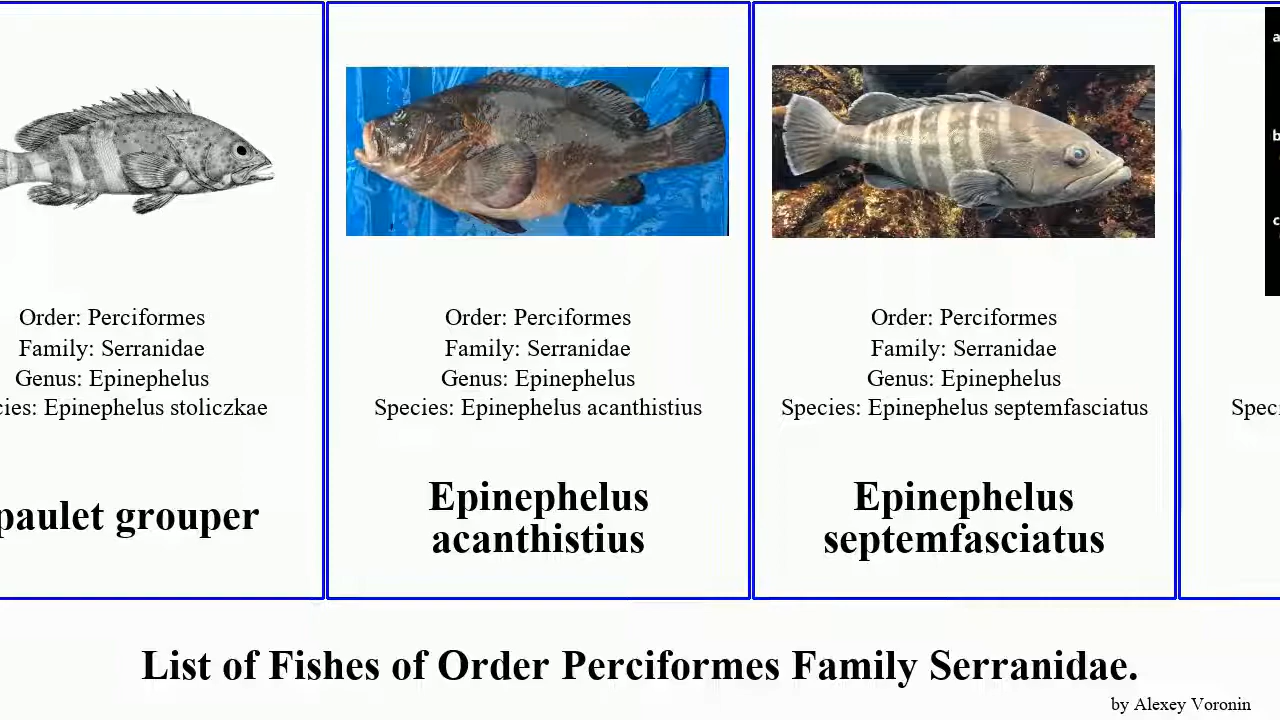 Order: Perciformes
Family: Serranidae
Genus: Epinephelus
cies: Epinephelus stoliczkae
paulet grouper
Order: Perciformes
Family: Serranidae
Genus: Epinephelus
Species: Epinephelus acanthistius
Epinephelus
acanthistius
Order: Perciformes
Family: Serranidae
Genus: Epinephelus
Species: Epinephelus septemfasciatus
Epinephelus
septemfasciatus
a
b
c
Speci
List of Fishes of Order Perciformes Family Serranidae.
by Alexey Voronin